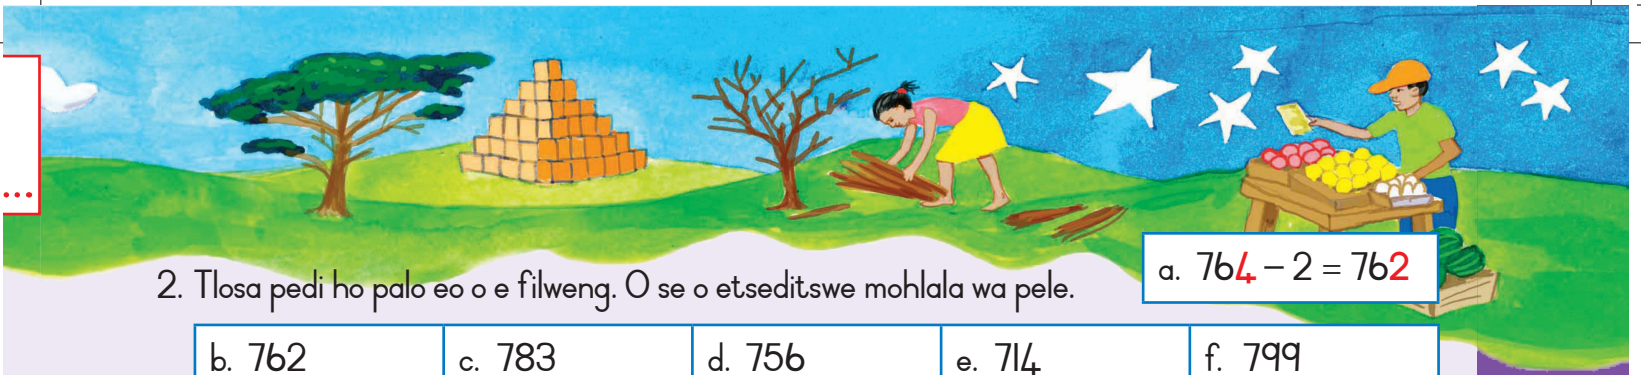 ...
a. 764 – 2 = 762
2. Tlosa pedi ho palo eo o e filweng. O se o etseditswe mohlala wa pele.
b. 762 c. 783 d. 756 e. 714 f. 799